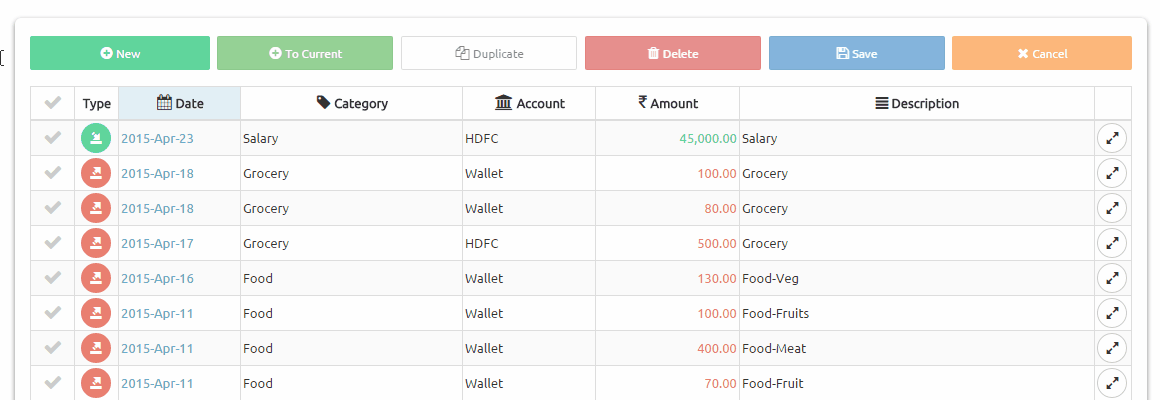 New To Current Duplicate Delete Save Cancel
Type Date Category Account ₹ Amount Description
2015-Apr-23 Salary HDFC 45,000.00 Salary
2015-Apr-18 Grocery Wallet 100.00 Grocery
2015-Apr-18 Grocery Wallet 80.00 Grocery
2015-Apr-17 Grocery HDFC 500.00 Grocery
2015-Apr-16 Food Wallet 130.00 Food-Veg
2015-Apr-11 Food Wallet 100.00 Food-Fruits
2015-Apr-11 Food Wallet 400.00 Food-Meat
2015-Apr-11 Food Wallet 70.00 Food-Fruit